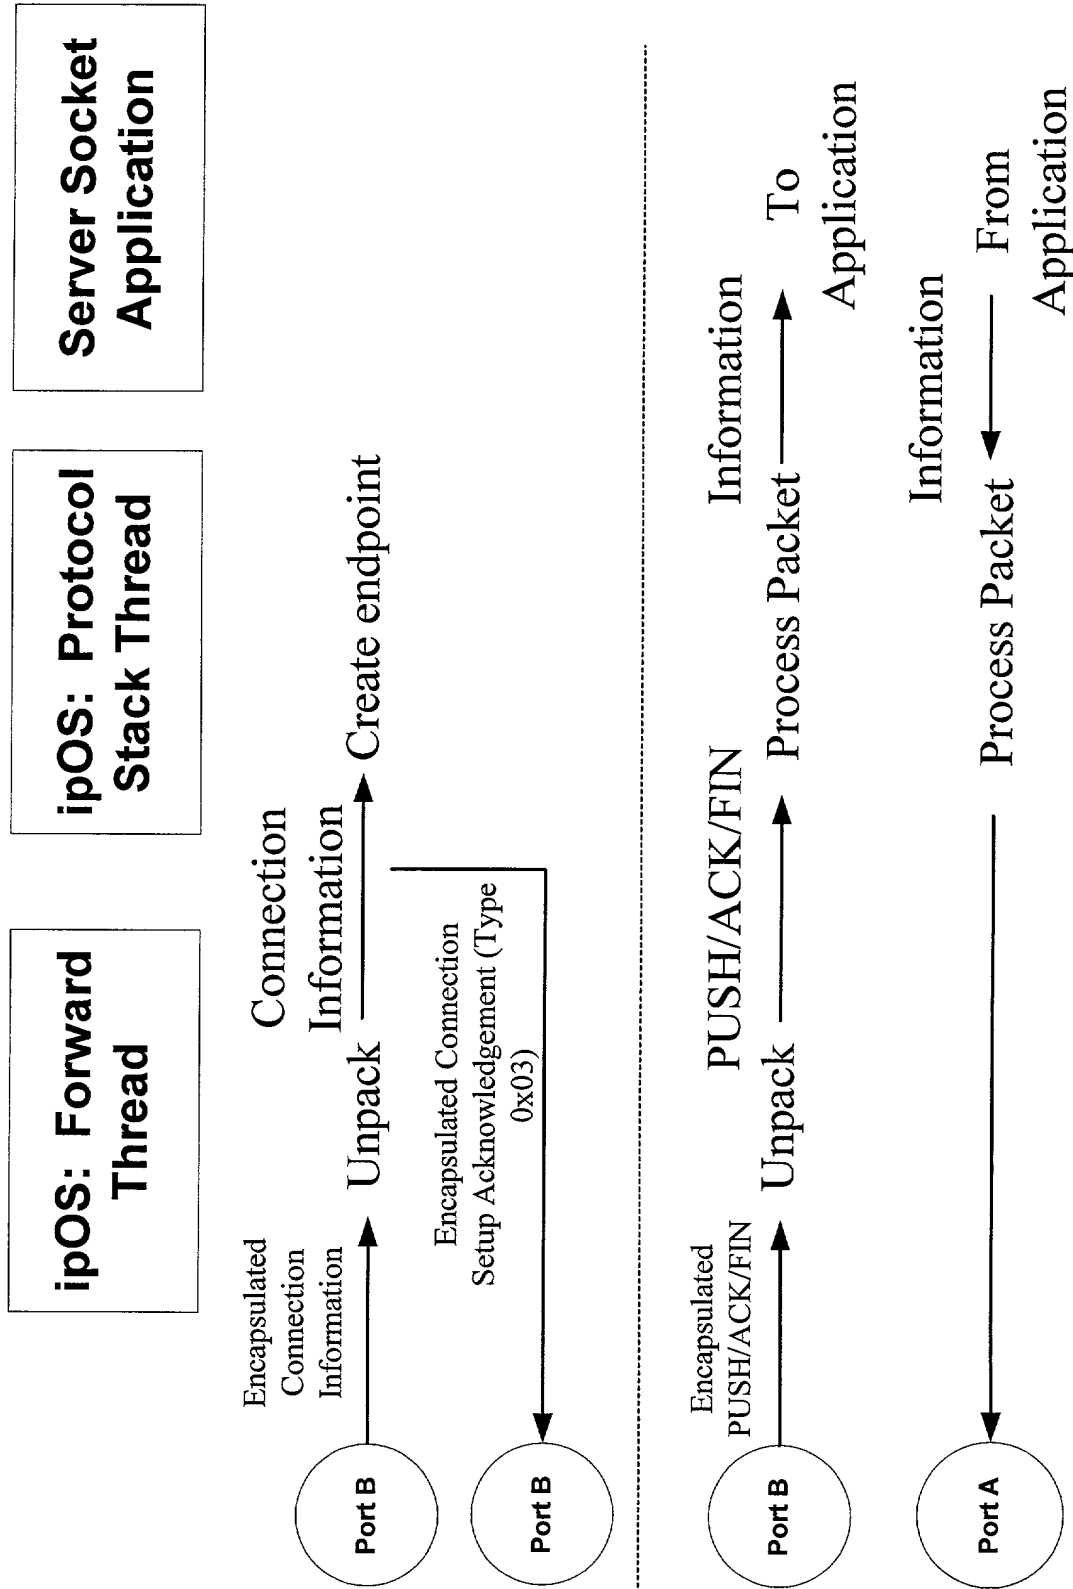 ipOS: Forward
Thread
ipOS: Protocol
Stack Thread
Server Socket
Application
Encapsulated
Connection
Information
Port B
Unpack
Connection
Information
Create endpoint
Encapsulated Connection
Setup Acknowledgement (Type
0x03)
Port B
Encapsulated
PUSH/ACK/FIN
Port B
Unpack
PUSH/ACK/FIN
Process Packet
Information
To
Application
Port A
Process Packet
Information
From
Application